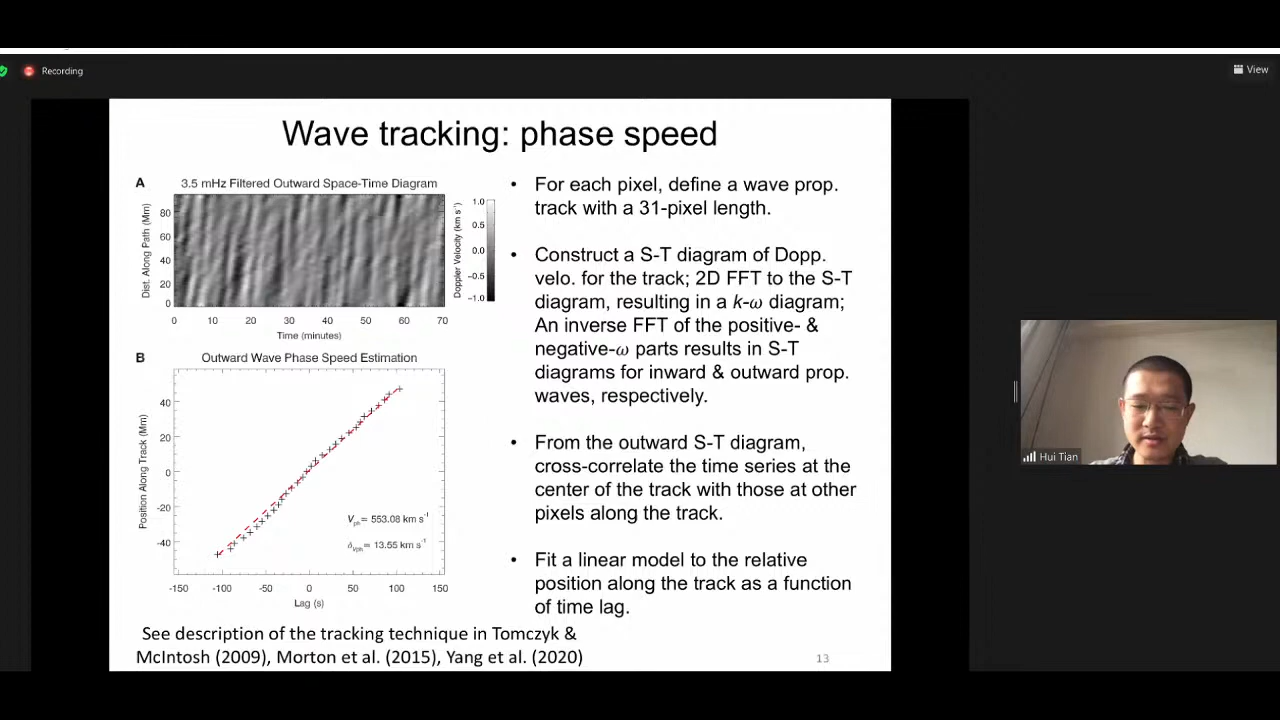 Recording
View
Wave tracking: phase speed
A
3.5 mHz Filtered Outward Space-Time Diagram
Dist. Along Path (Mm)
80
60
40
20
0
0 10 20 30 40 50 60 70
Time (minutes)
Doppler Velocity (km s⁻¹)
1.0
0.5
0.0
−0.5
−1.0
B
Outward Wave Phase Speed Estimation
Position Along Track (Mm)
40
20
0
-20
-40
Vph= 553.08 km s⁻¹
δVph= 13.55 km s⁻¹
-150 -100 -50 0 50 100 150
Lag (s)
• For each pixel, define a wave prop.
track with a 31-pixel length.
• Construct a S-T diagram of Dopp.
velo. for the track; 2D FFT to the S-T
diagram, resulting in a k-ω diagram;
An inverse FFT of the positive- &
negative-ω parts results in S-T
diagrams for inward & outward prop.
waves, respectively.
• From the outward S-T diagram,
cross-correlate the time series at the
center of the track with those at other
pixels along the track.
• Fit a linear model to the relative
position along the track as a function
of time lag.
See description of the tracking technique in Tomczyk &
McIntosh (2009), Morton et al. (2015), Yang et al. (2020)
13
Hui Tian